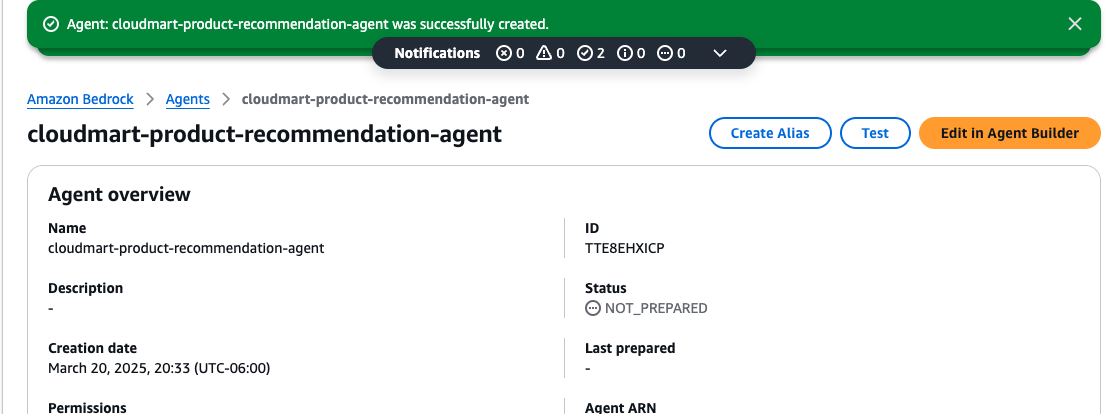 Agent: cloudmart-product-recommendation-agent was successfully created.
Notifications 0 0 2 0 0
Amazon Bedrock > Agents > cloudmart-product-recommendation-agent
cloudmart-product-recommendation-agent
Create Alias
Test
Edit in Agent Builder
Agent overview
Name
cloudmart-product-recommendation-agent
ID
TTE8EHXICP
Description
-
Status
NOT_PREPARED
Creation date
March 20, 2025, 20:33 (UTC-06:00)
Last prepared
-
Permissions
Agent ARN